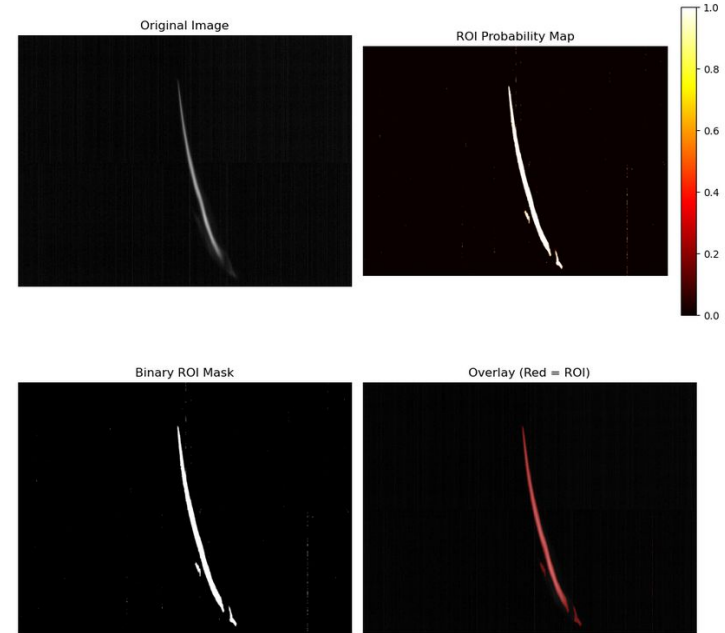 Original Image
ROI Probability Map
1.0
0.8
0.6
0.4
0.2
0.0
Binary ROI Mask
Overlay (Red = ROI)